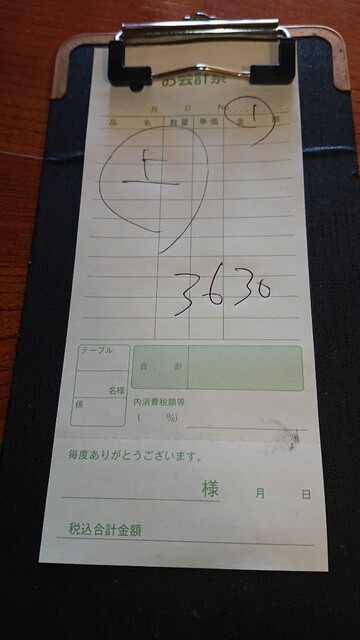 お会計票
月 日 No. 1
品 名 数量 単価 金 額
上
3630
テーブル
名様
係
合 計
内消費税額等
( %)
毎度ありがとうございます。
様 月 日
税込合計金額